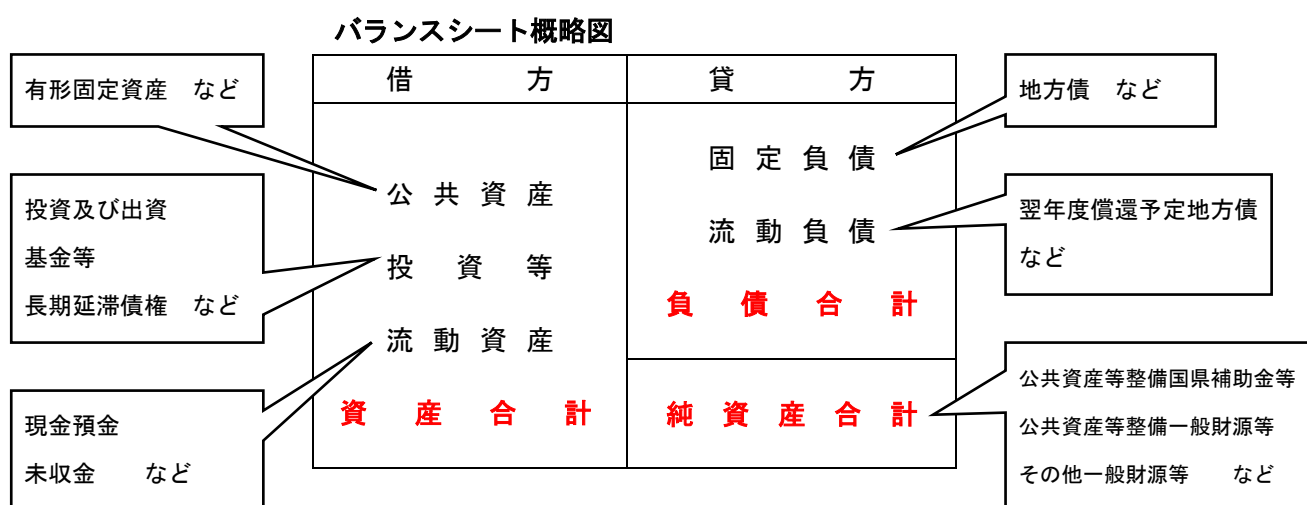 バランスシート概略図
有形固定資産　など
投資及び出資
基金等
長期延滞債権　など
現金預金
未収金　　など
借　　　　方
公 共 資 産
投　資　等
流 動 資 産
資　産　合　計
貸　　　　方
固 定 負 債
流 動 負 債
負　債　合　計
純 資 産 合 計
地方債　など
翌年度償還予定地方債
など
公共資産等整備国県補助金等
公共資産等整備一般財源等
その他一般財源等　　など